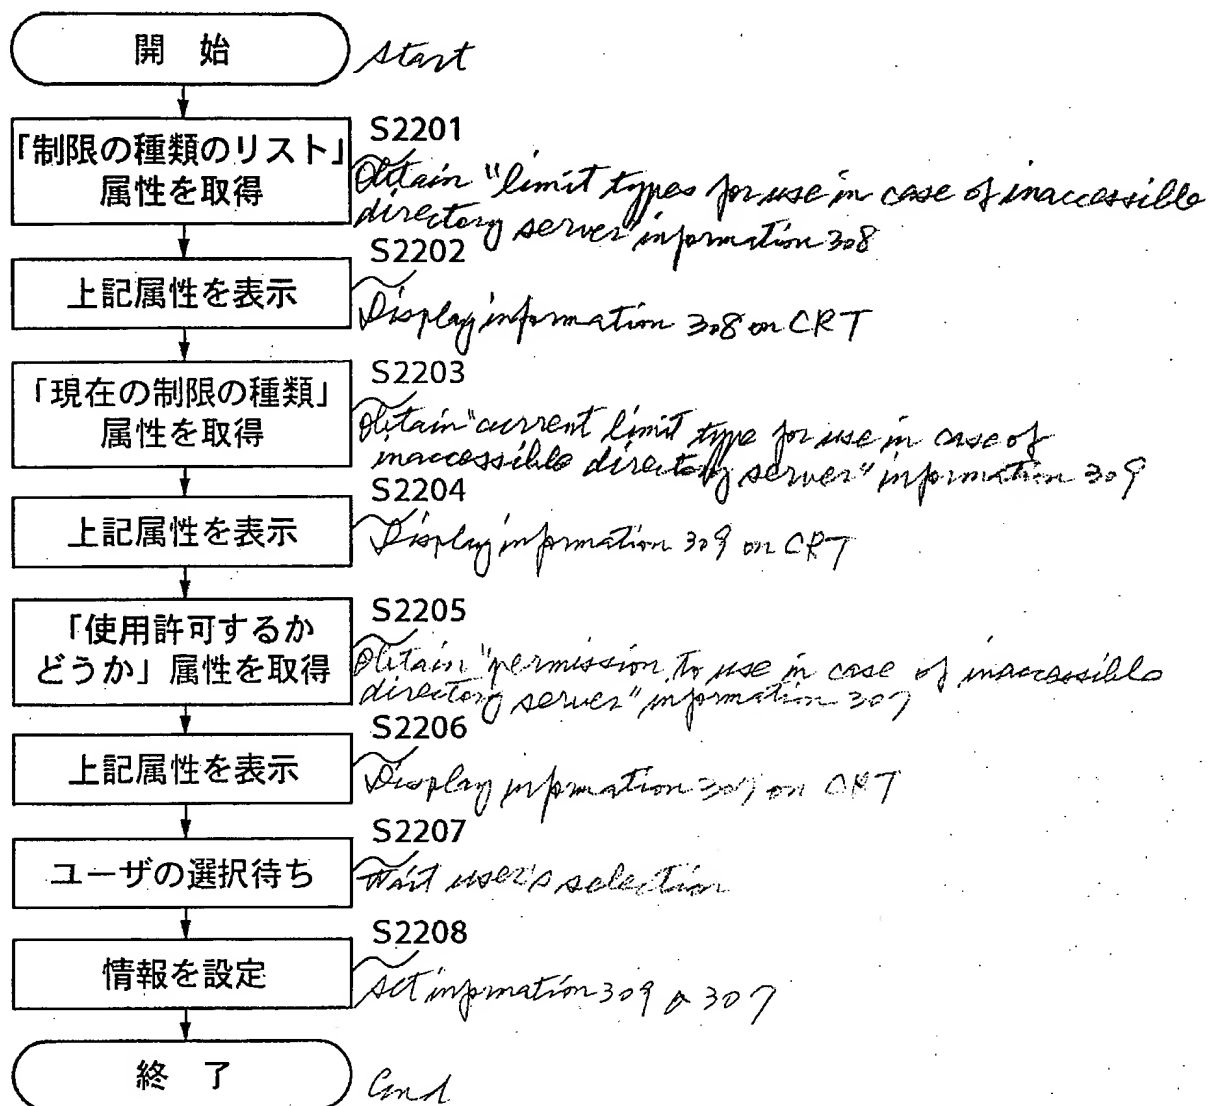 開 始
Start
S2201
「制限の種類のリスト」
属性を取得
Obtain "limit types for use in case of inaccessible
directory server" information 308
S2202
上記属性を表示
Display information 308 on CRT
S2203
「現在の制限の種類」
属性を取得
Obtain "current limit type for use in case of
inaccessible directory server" information 309
S2204
上記属性を表示
Display information 309 on CRT
S2205
「使用許可するか
どうか」属性を取得
Obtain "permission to use in case of inaccessible
directory server" information 307
S2206
上記属性を表示
Display information 307 on CRT
S2207
ユーザの選択待ち
Wait user's selection
S2208
情報を設定
Set information 309 & 307
終 了
End